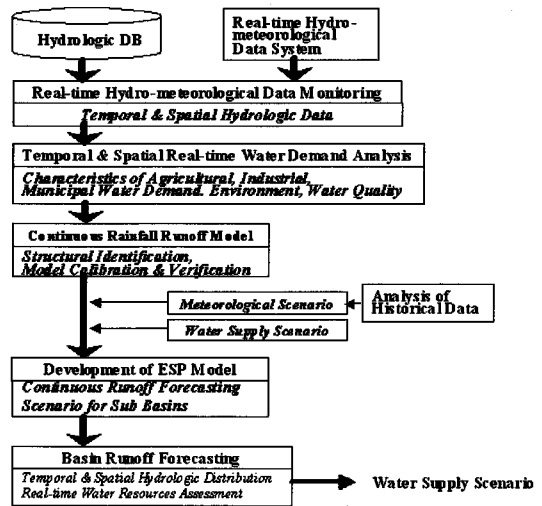 Hydrologic DB
Real-time Hydro-
meteorological
Data System
Real-time Hydro-meteorological Data Monitoring
Temporal & Spatial Hydrologic Data
Temporal & Spatial Real-time Water Demand Analysis
Characteristics of Agricultural, Industrial,
Municipal Water Demand. Environment, Water Quality
Continuous Rainfall Runoff Model
Structural Identification,
Model Calibration & Verification
Meteorological Scenario
Analysis of
Historical Data
Water Supply Scenario
Development of ESP Model
Continuous Runoff Forecasting
Scenario for Sub Basins
Basin Runoff Forecasting
Temporal & Spatial Hydrologic Distribution
Real-time Water Resources Assessment
Water Supply Scenario